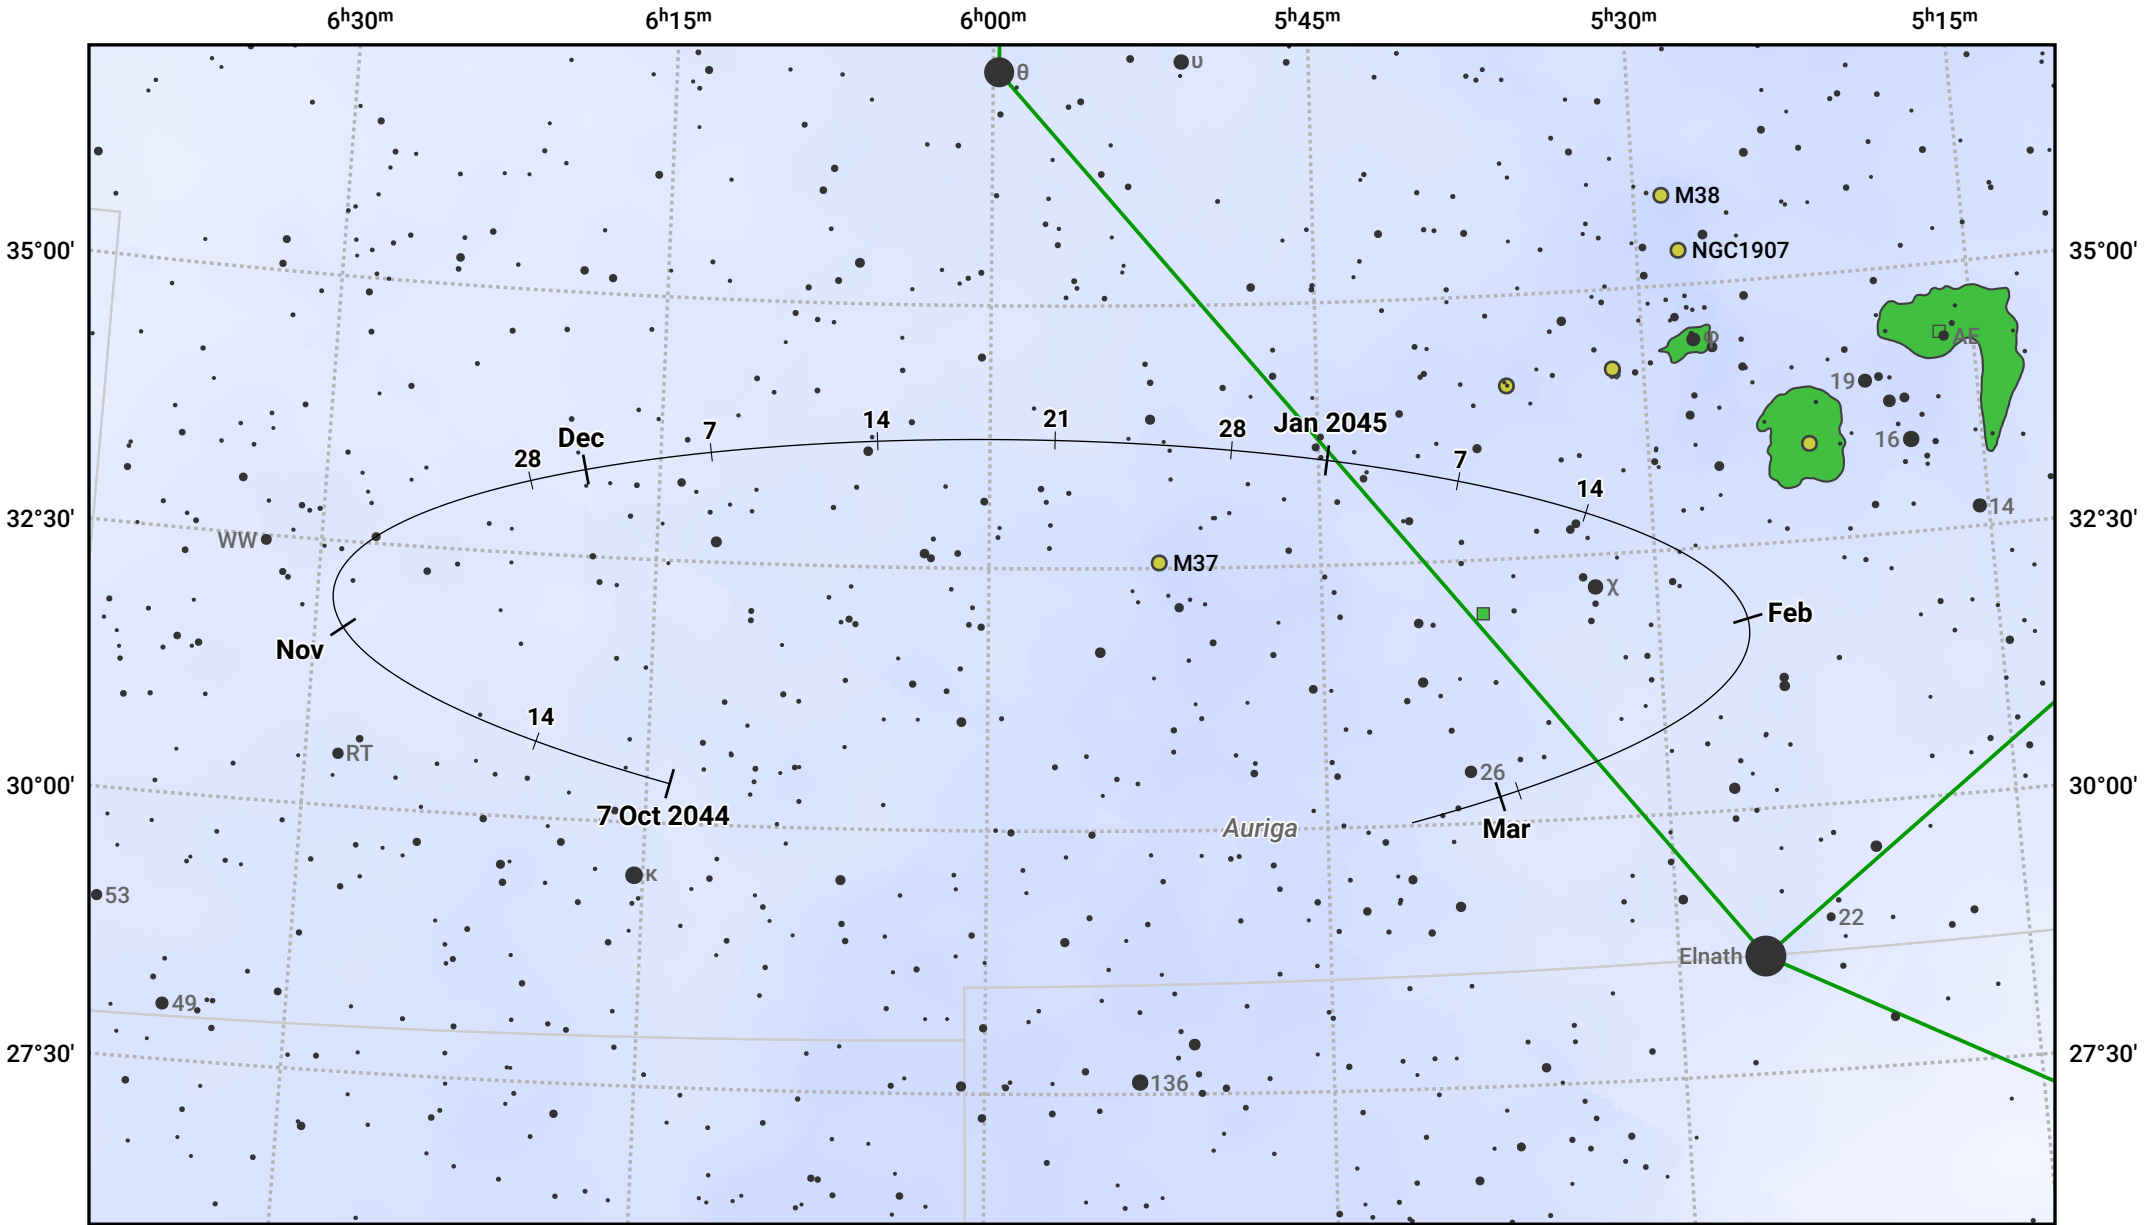 6ʰ30ᵐ 6ʰ15ᵐ 6ʰ00ᵐ 5ʰ45ᵐ 5ʰ30ᵐ 5ʰ15ᵐ
θ υ
M38
35°00' NGC1907 35°00'
φ AE
19
Dec 7 14 21 28 Jan 2045 16
28 7
14
32°30' 14 32°30'
WW M37
χ
Nov Feb
14
RT 26
30°00' 30°00'
7 Oct 2044 Auriga Mar
κ
53 22
Elnath
49
27°30' 136 27°30'